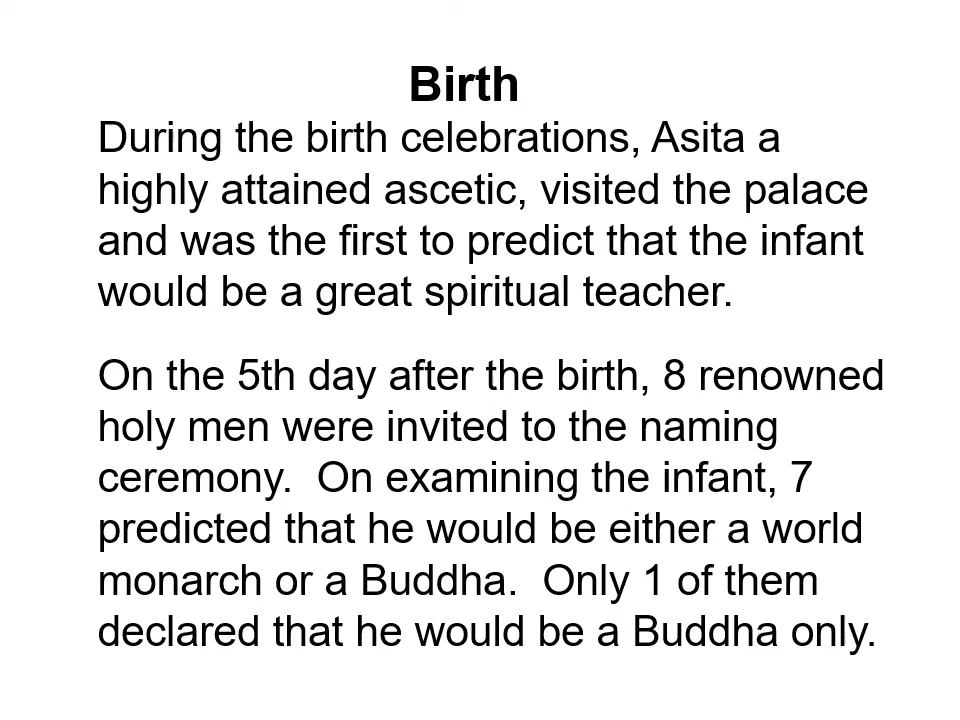 Birth
During the birth celebrations, Asita a
highly attained ascetic, visited the palace
and was the first to predict that the infant
would be a great spiritual teacher.
On the 5th day after the birth, 8 renowned
holy men were invited to the naming
ceremony.  On examining the infant, 7
predicted that he would be either a world
monarch or a Buddha.  Only 1 of them
declared that he would be a Buddha only.